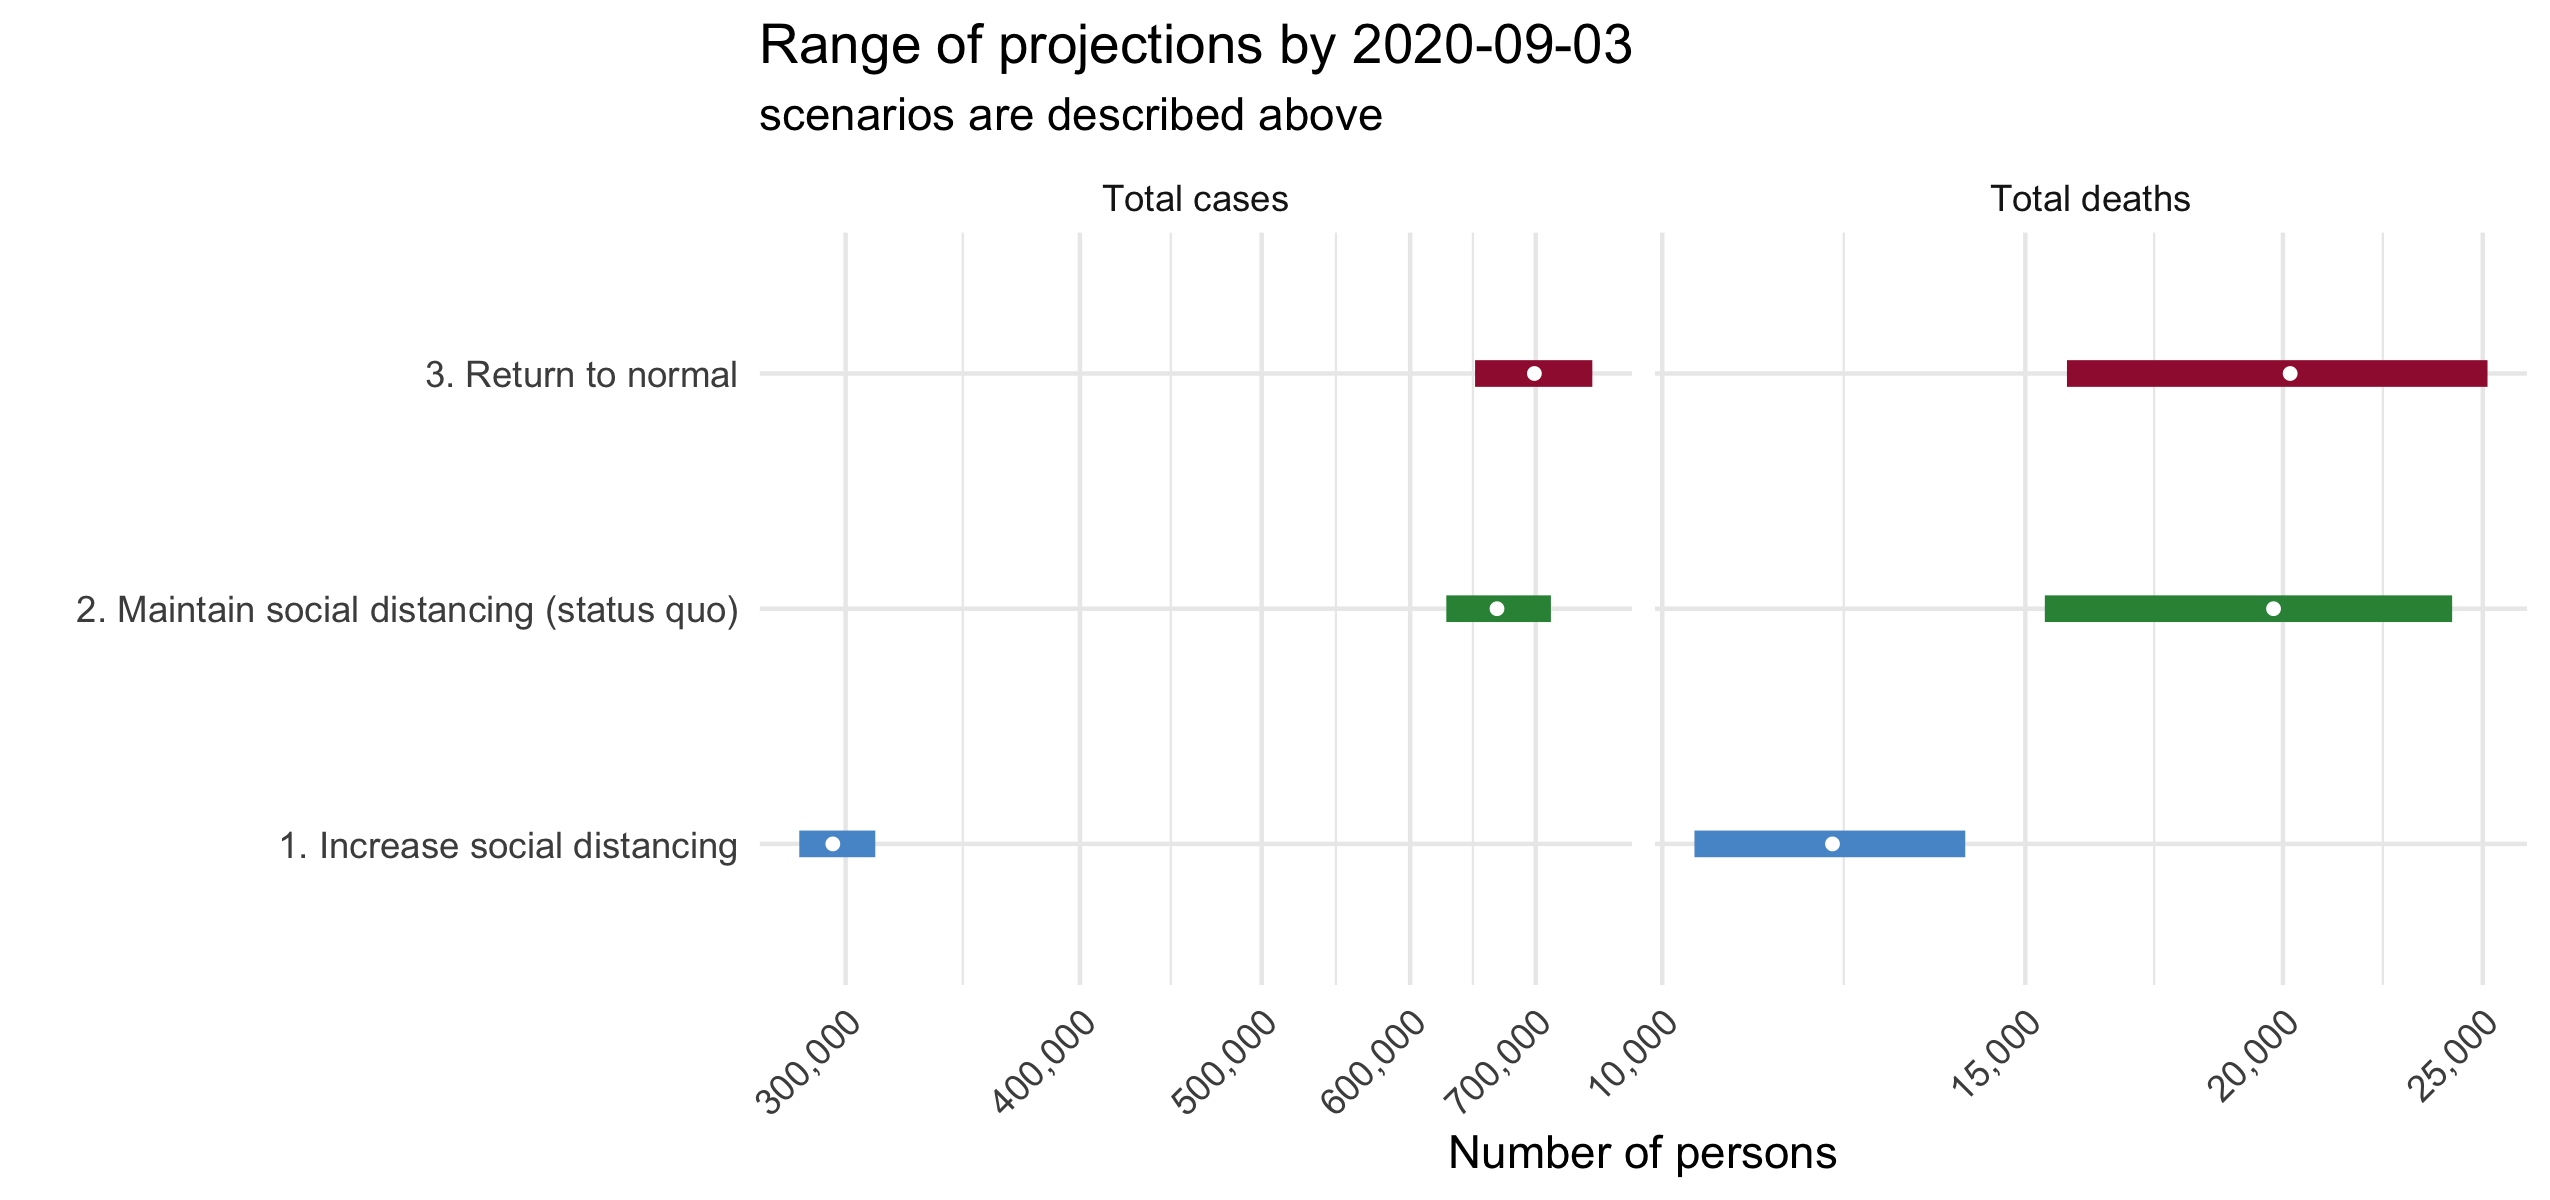 Range of projections by 2020-09-03
scenarios are described above
Total cases
Total deaths
3. Return to normal
2. Maintain social distancing (status quo)
1. Increase social distancing
300,000
400,000
500,000
600,000
700,000
10,000
15,000
20,000
25,000
Number of persons